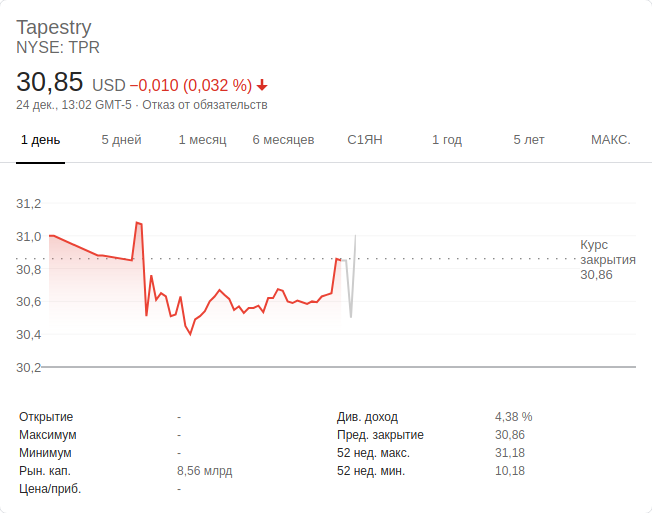 Tapestry
NYSE: TPR
30,85 USD −0,010 (0,032 %)
24 дек., 13:02 GMT-5 · Отказ от обязательств
1 день 5 дней 1 месяц 6 месяцев С1ЯН 1 год 5 лет МАКС.
31,2
31,0
30,8
30,6
30,4
30,2
Курс
закрытия
30,86
Открытие - Див. доход 4,38 %
Максимум - Пред. закрытие 30,86
Минимум - 52 нед. макс. 31,18
Рын. кап. 8,56 млрд 52 нед. мин. 10,18
Цена/приб. -